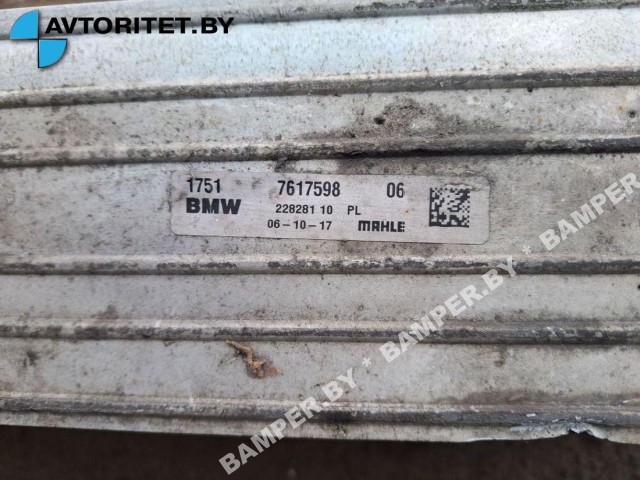 AVTORITET.BY
1751 7617598 06
BMW 228281 10 PL
06-10-17 MAHLE
BAMPER.BY * BAMPER.BY * BAMPER.BY